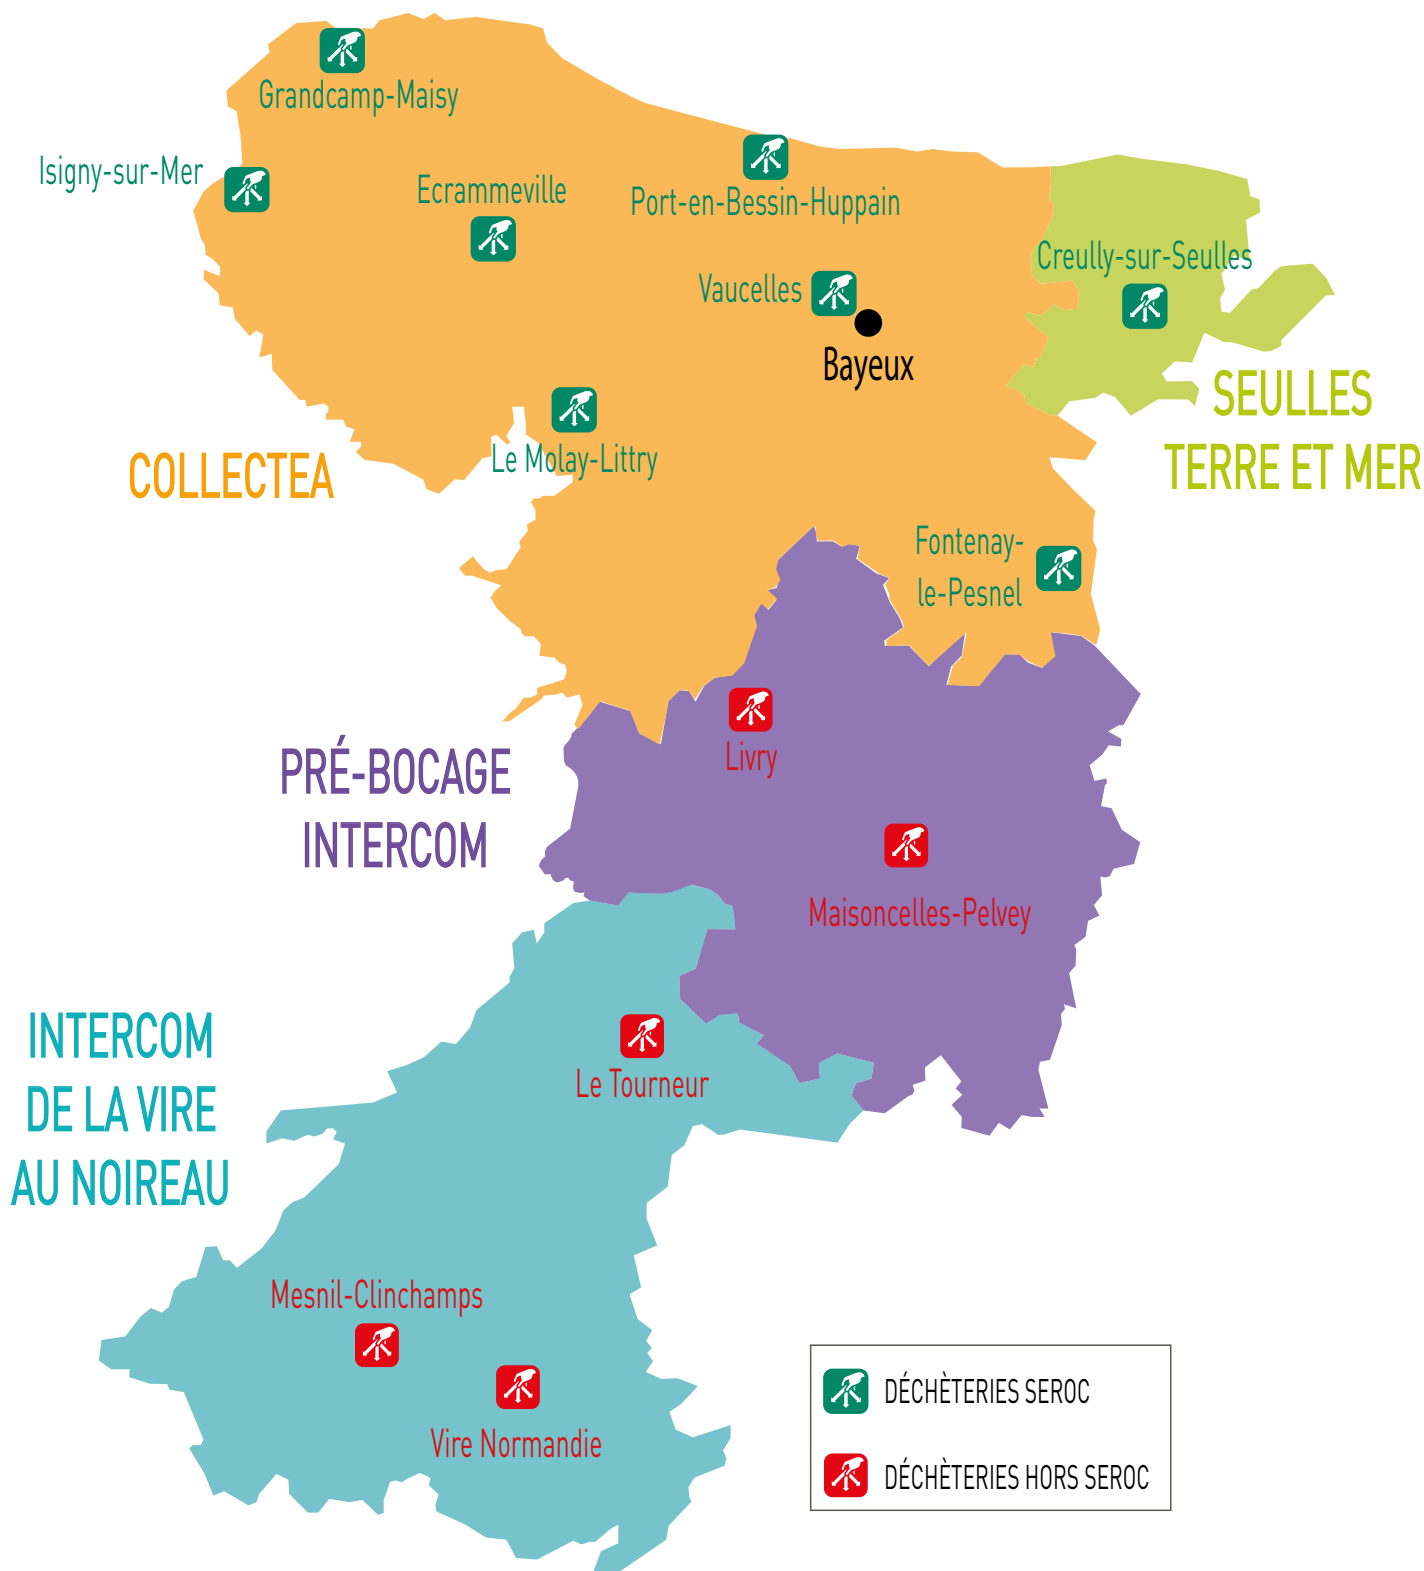 Grandcamp-Maisy
Isigny-sur-Mer
Ecrammeville
Port-en-Bessin-Huppain
Creully-sur-Seulles
Vaucelles
Bayeux
SEULLES
TERRE ET MER
COLLECTEA
Le Molay-Littry
Fontenay-
le-Pesnel
Livry
PRÉ-BOCAGE
INTERCOM
Maisoncelles-Pelvey
INTERCOM
DE LA VIRE
AU NOIREAU
Le Tourneur
Mesnil-Clinchamps
Vire Normandie
DÉCHÈTERIES SEROC
DÉCHÈTERIES HORS SEROC